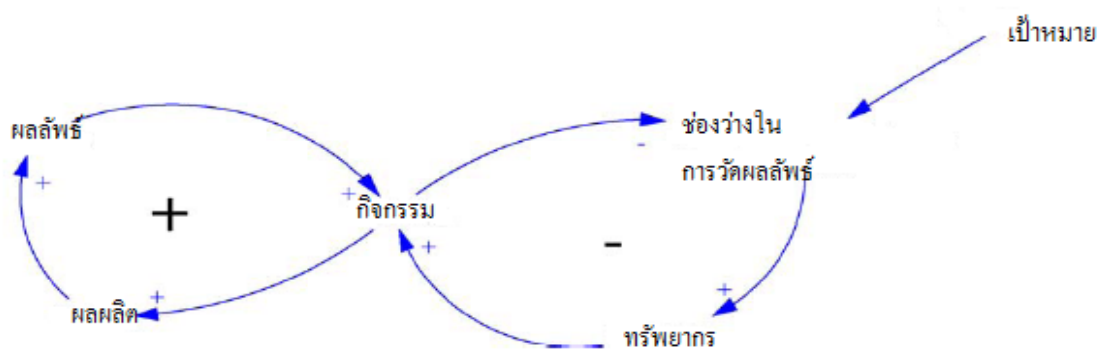 เป้าหมาย
ผลลัพธ์
ช่องว่างใน
การวัดผลลัพธ์
-
+
+
กิจกรรม
+
+
-
+
+
ผลผลิต
ทรัพยากร